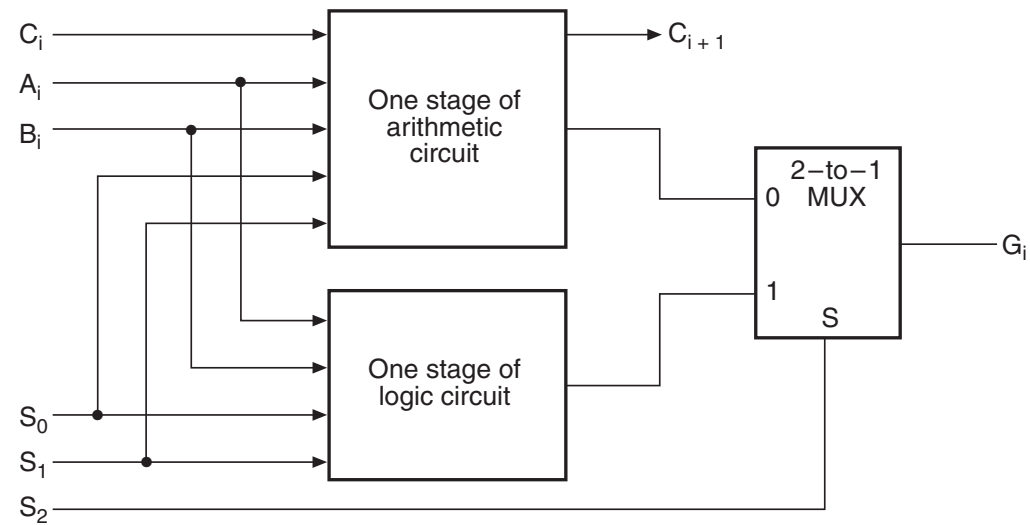 C_i
A_i
B_i
S_0
S_1
S_2
One stage of
arithmetic
circuit
One stage of
logic circuit
C_{i + 1}
2–to–1
MUX
0
1
S
G_i